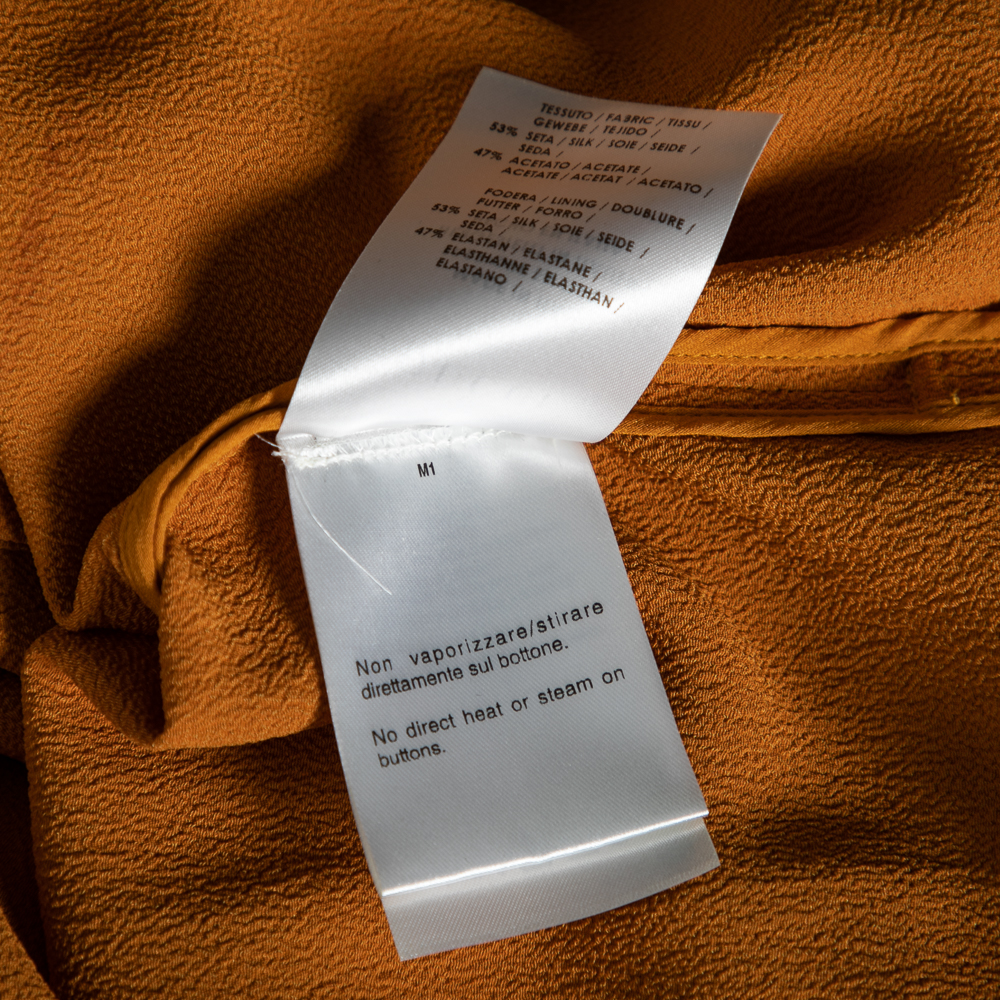 TESSUTO / FABRIC / TISSU /
GEWEBE / TEJIDO /
53% SETA / SILK / SOIE / SEIDE /
SEDA /
47% ACETATO / ACETATE /
ACETATE / ACETAT / ACETATO /
FODERA / LINING / DOUBLURE /
FUTTER / FORRO /
53% SETA / SILK / SOIE / SEIDE /
SEDA /
47% ELASTAN / ELASTANE /
ELASTHANNE / ELASTHAN /
ELASTANO /
M1
Non vaporizzare/stirare
direttamente sul bottone.
No direct heat or steam on
buttons.